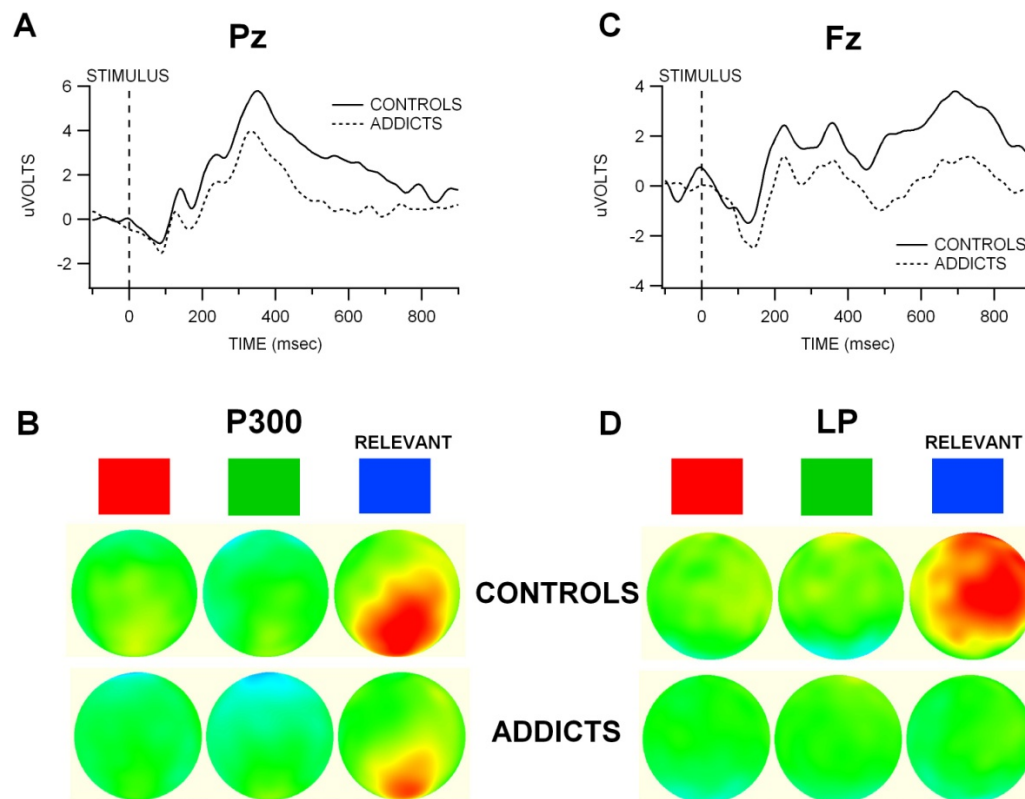 A
Pz
STIMULUS
6
4
2
0
-2
uVOLTS
CONTROLS
ADDICTS
0
200
400
600
800
TIME (msec)
C
Fz
STIMULUS
4
2
0
-2
-4
uVOLTS
CONTROLS
ADDICTS
0
200
400
600
800
TIME (msec)
B
P300
RELEVANT
D
LP
RELEVANT
CONTROLS
ADDICTS